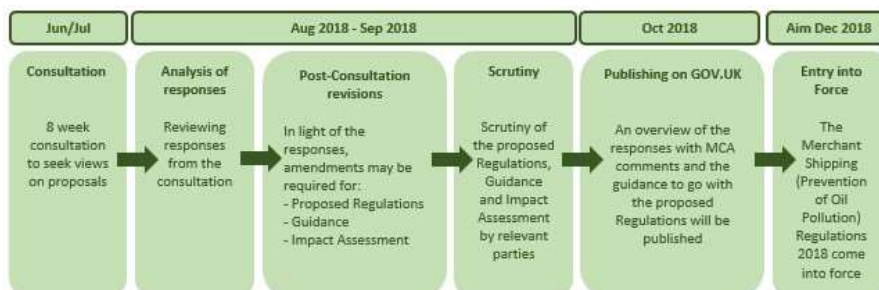 Jun/Jul
Aug 2018 - Sep 2018
Oct 2018
Aim Dec 2018
Consultation
8 week
consultation
to seek views
on proposals
Analysis of
responses
Reviewing
responses
from the
consultation
Post-Consultation
revisions
In light of the
responses,
amendments may be
required for:
- Proposed Regulations
- Guidance
- Impact Assessment
Scrutiny
Scrutiny of
the proposed
Regulations,
Guidance
and Impact
Assessment
by relevant
parties
Publishing on GOV.UK
An overview of the
responses with MCA
comments and the
guidance to go with
the proposed
Regulations will be
published
Entry into
Force
The
Merchant
Shipping
(Prevention
of Oil
Pollution)
Regulations
2018 come
into force